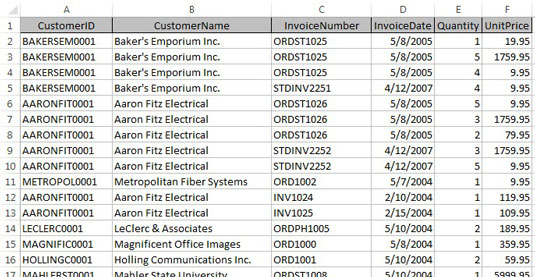 A B C D E F
1 CustomerID CustomerName InvoiceNumber InvoiceDate Quantity UnitPrice
2 BAKERSEM0001 Baker's Emporium Inc. ORDST1025 5/8/2005 1 19.95
3 BAKERSEM0001 Baker's Emporium Inc. ORDST1025 5/8/2005 5 1759.95
4 BAKERSEM0001 Baker's Emporium Inc. ORDST1025 5/8/2005 4 9.95
5 BAKERSEM0001 Baker's Emporium Inc. STDINV2251 4/12/2007 4 9.95
6 AARONFIT0001 Aaron Fitz Electrical ORDST1026 5/8/2005 5 9.95
7 AARONFIT0001 Aaron Fitz Electrical ORDST1026 5/8/2005 3 1759.95
8 AARONFIT0001 Aaron Fitz Electrical ORDST1026 5/8/2005 2 79.95
9 AARONFIT0001 Aaron Fitz Electrical STDINV2252 4/12/2007 3 1759.95
10 AARONFIT0001 Aaron Fitz Electrical STDINV2252 4/12/2007 5 9.95
11 METROPOL0001 Metropolitan Fiber Systems ORD1002 5/7/2004 1 9.95
12 AARONFIT0001 Aaron Fitz Electrical INV1024 2/10/2004 1 119.95
13 AARONFIT0001 Aaron Fitz Electrical INV1025 2/15/2004 1 109.95
14 LECLERC0001 LeClerc & Associates ORDPH1005 5/10/2004 2 189.95
15 MAGNIFIC0001 Magnificent Office Images ORD1000 5/8/2004 1 359.95
16 HOLLINGC0001 Holling Communications Inc. ORD1001 5/10/2004 2 59.95
17 MAHLERST0001 Mahler State University ORDST1008 5/10/2004 1 5999.95